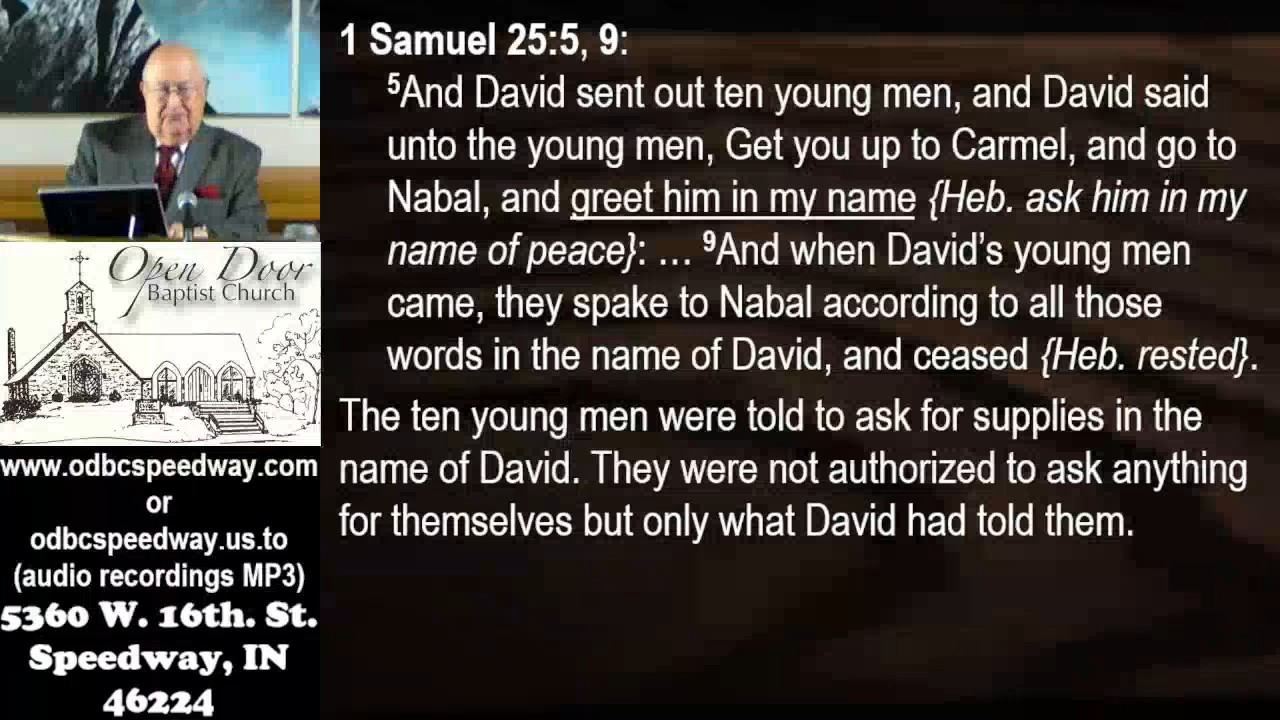 1 Samuel 25:5, 9:
5And David sent out ten young men, and David said
unto the young men, Get you up to Carmel, and go to
Nabal, and greet him in my name {Heb. ask him in my
name of peace}: … 9And when David’s young men
came, they spake to Nabal according to all those
words in the name of David, and ceased {Heb. rested}.
The ten young men were told to ask for supplies in the
name of David. They were not authorized to ask anything
for themselves but only what David had told them.
Open Door
Baptist Church
www.odbcspeedway.com
or
odbcspeedway.us.to
(audio recordings MP3)
5360 W. 16th. St.
Speedway, IN
46224